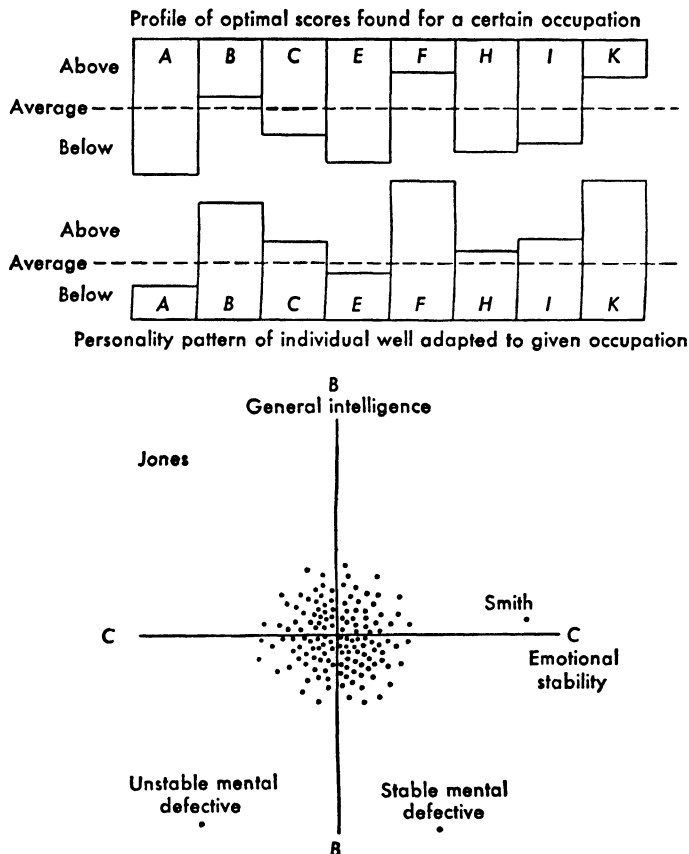 Profile of optimal scores found for a certain occupation
A B C E F H I K
Above
Average
Below
Above
Average
Below
A B C E F H I K
Personality pattern of individual well adapted to given occupation
B
General intelligence
Jones
Smith
C
C
Emotional
stability
Unstable mental
defective
Stable mental
defective
B